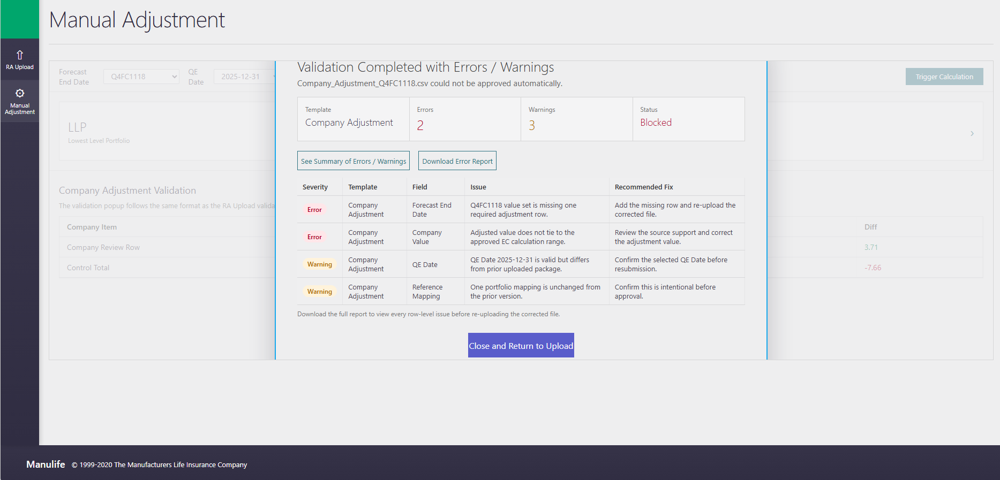 Manual Adjustment
RA Upload
Manual
Adjustment
Forecast
End Date
Q4FC1118
QE
Date
2025-12-31
Trigger Calculation
LLP
Lowest Level Portfolio
Company Adjustment Validation
The validation popup follows the same format as the RA Upload valida
Company Item
Diff
Company Review Row
3.71
Control Total
-7.66
Validation Completed with Errors / Warnings
Company_Adjustment_Q4FC1118.csv could not be approved automatically.
Template
Company Adjustment
Errors
2
Warnings
3
Status
Blocked
See Summary of Errors / Warnings
Download Error Report
Severity Template Field Issue Recommended Fix
Error
Company
Adjustment
Forecast End
Date
Q4FC1118 value set is missing one
required adjustment row.
Add the missing row and re-upload the
corrected file.
Error
Company
Adjustment
Company
Value
Adjusted value does not tie to the
approved EC calculation range.
Review the source support and correct
the adjustment value.
Warning
Company
Adjustment
QE Date
QE Date 2025-12-31 is valid but differs
from prior uploaded package.
Confirm the selected QE Date before
resubmission.
Warning
Company
Adjustment
Reference
Mapping
One portfolio mapping is unchanged from
the prior version.
Confirm this is intentional before
approval.
Download the full report to view every row-level issue before re-uploading the corrected file.
Close and Return to Upload
Manulife © 1999-2020 The Manufacturers Life Insurance Company